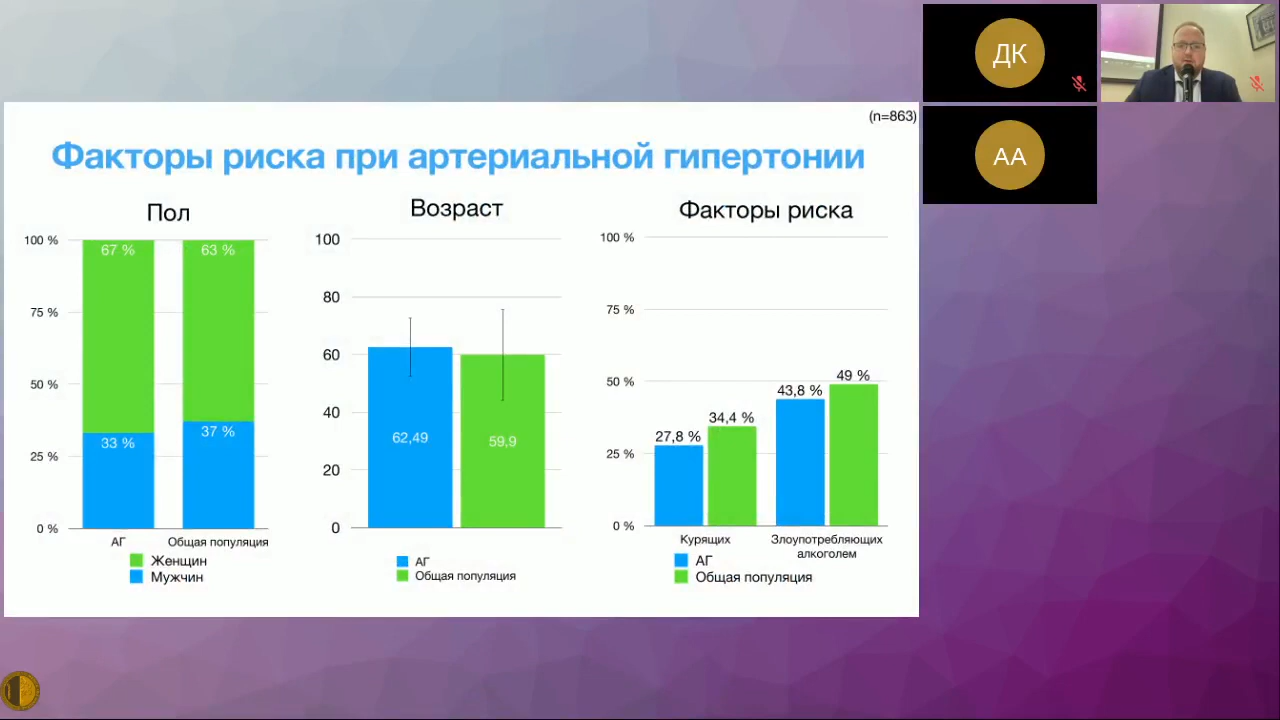 ДК
АА
(n=863)
Факторы риска при артериальной гипертонии
Пол
100 %
75 %
50 %
25 %
0 %
67 %
63 %
33 %
37 %
АГ
Общая популяция
Женщин
Мужчин
Возраст
100
80
60
40
20
0
62,49
59,9
АГ
Общая популяция
Факторы риска
100 %
75 %
50 %
25 %
0 %
27,8 %
34,4 %
43,8 %
49 %
Курящих
Злоупотребляющих
алкоголем
АГ
Общая популяция